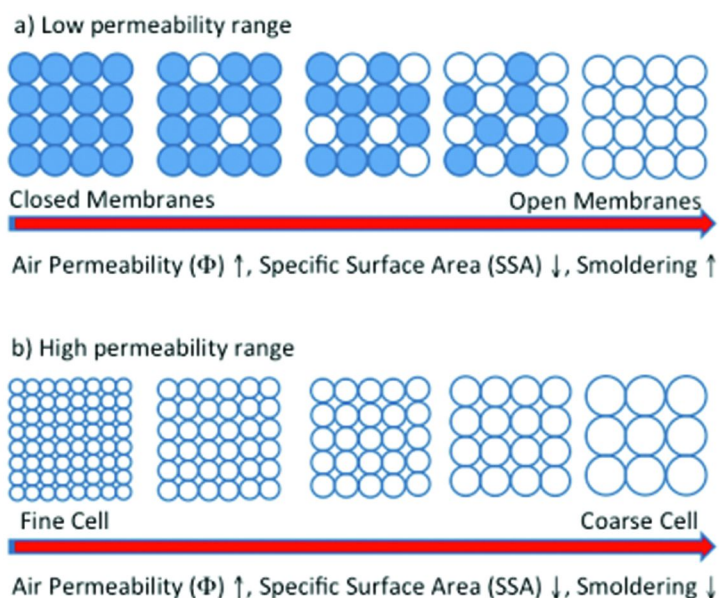 a) Low permeability range
Closed Membranes
Open Membranes
Air Permeability (Φ) ↑, Specific Surface Area (SSA) ↓, Smoldering ↑
b) High permeability range
Fine Cell
Coarse Cell
Air Permeability (Φ) ↑, Specific Surface Area (SSA) ↓, Smoldering ↓